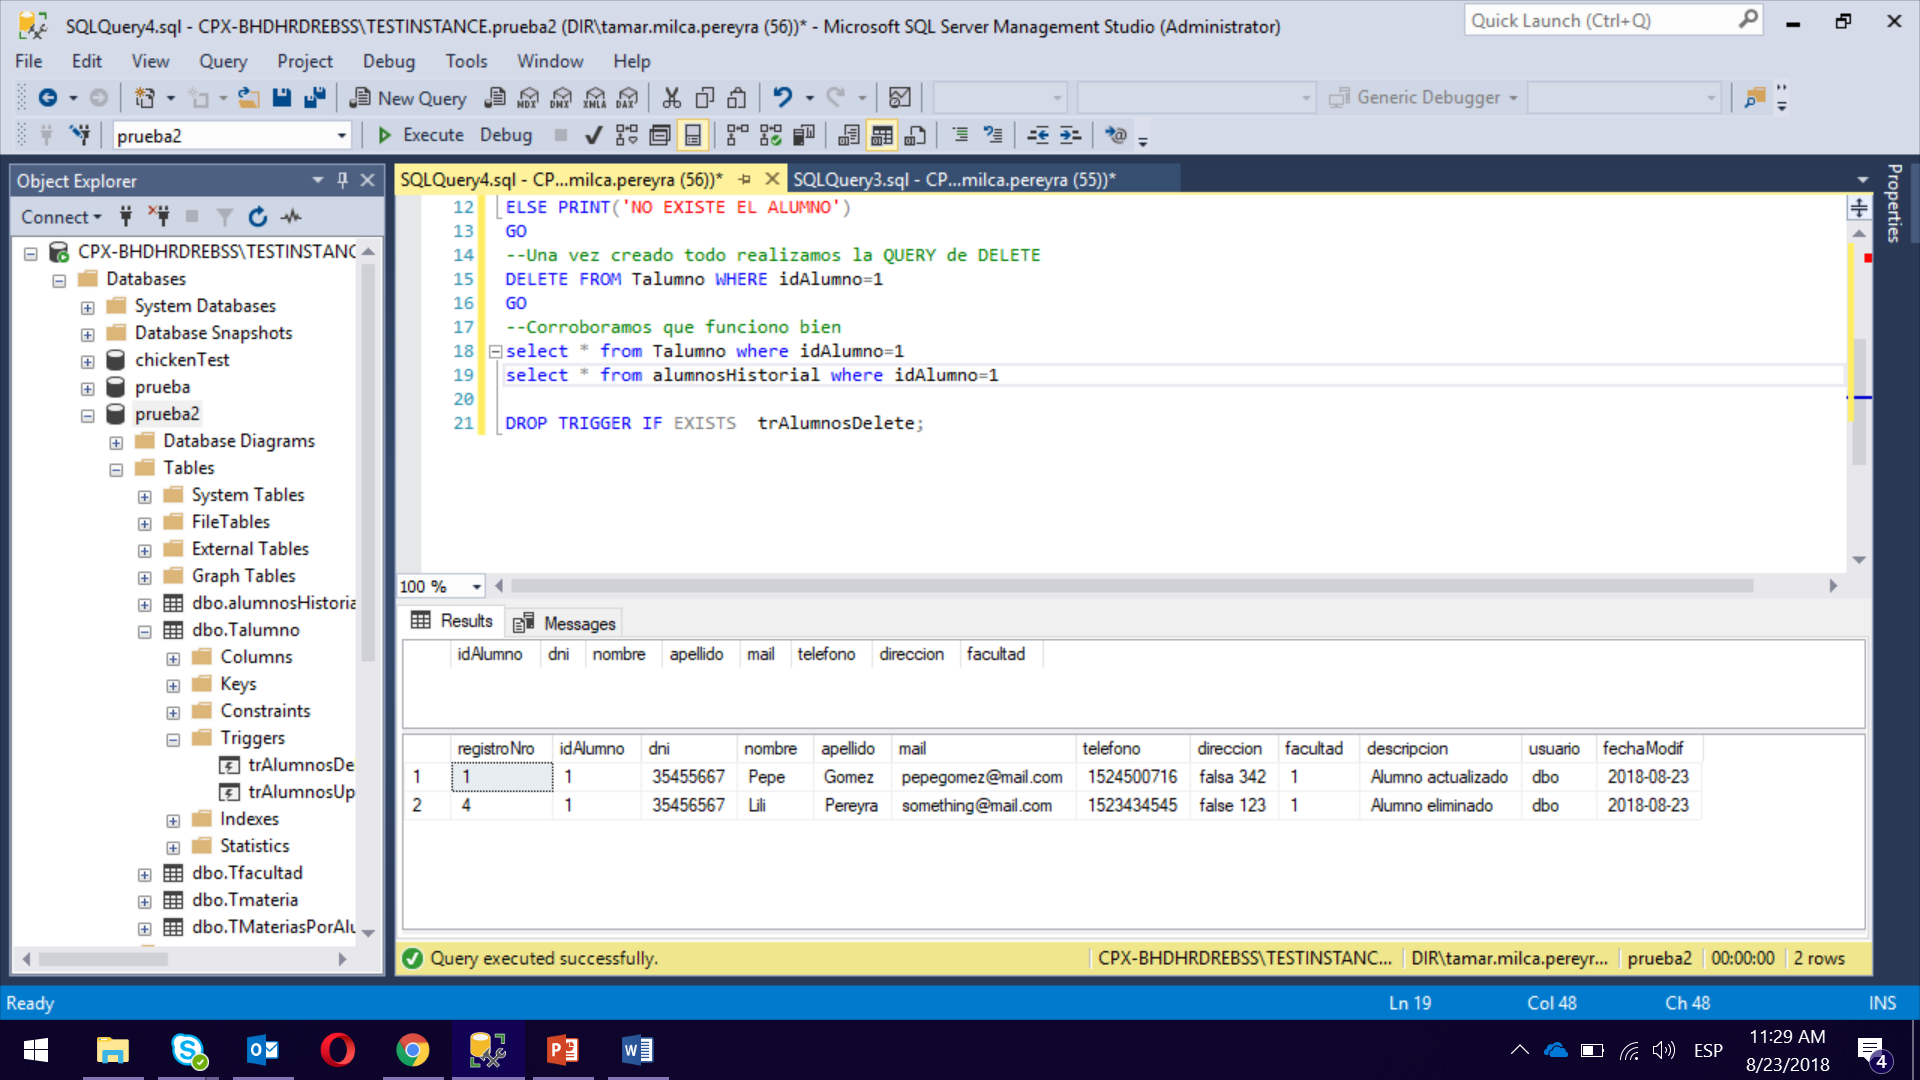 SQLQuery4.sql - CPX-BHDHRDREBSS\TESTINSTANCE.prueba2 (DIR\tamar.milca.pereyra (56))* - Microsoft SQL Server Management Studio (Administrator)
Quick Launch (Ctrl+Q)
File Edit View Query Project Debug Tools Window Help
New Query MDX DMX XMLA DAX Generic Debugger
prueba2 Execute Debug
Object Explorer
SQLQuery4.sql - CP...milca.pereyra (56))* SQLQuery3.sql - CP...milca.pereyra (55))*
Properties
Connect
CPX-BHDHRDREBSS\TESTINSTANC
Databases
System Databases
Database Snapshots
chickenTest
prueba
prueba2
Database Diagrams
Tables
System Tables
FileTables
External Tables
Graph Tables
dbo.alumnosHistoria
dbo.Talumno
Columns
Keys
Constraints
Triggers
trAlumnosDe
trAlumnosUp
Indexes
Statistics
dbo.Tfacultad
dbo.Tmateria
dbo.TMateriasPorAlu
12 ELSE PRINT('NO EXISTE EL ALUMNO')
13 GO
14 --Una vez creado todo realizamos la QUERY de DELETE
15 DELETE FROM Talumno WHERE idAlumno=1
16 GO
17 --Corroboramos que funciono bien
18 select * from Talumno where idAlumno=1
19 select * from alumnosHistorial where idAlumno=1
20
21 DROP TRIGGER IF EXISTS trAlumnosDelete;
100 %
Results Messages
idAlumno dni nombre apellido mail telefono direccion facultad
registroNro idAlumno dni nombre apellido mail telefono direccion facultad descripcion usuario fechaModif
1 1 1 35455667 Pepe Gomez pepegomez@mail.com 1524500716 falsa 342 1 Alumno actualizado dbo 2018-08-23
2 4 1 35456567 Lili Pereyra something@mail.com 1523434545 false 123 1 Alumno eliminado dbo 2018-08-23
Query executed successfully. CPX-BHDHRDREBSS\TESTINSTANC... DIR\tamar.milca.pereyr... prueba2 00:00:00 2 rows
Ready Ln 19 Col 48 Ch 48 INS
ESP
11:29 AM
8/23/2018
4